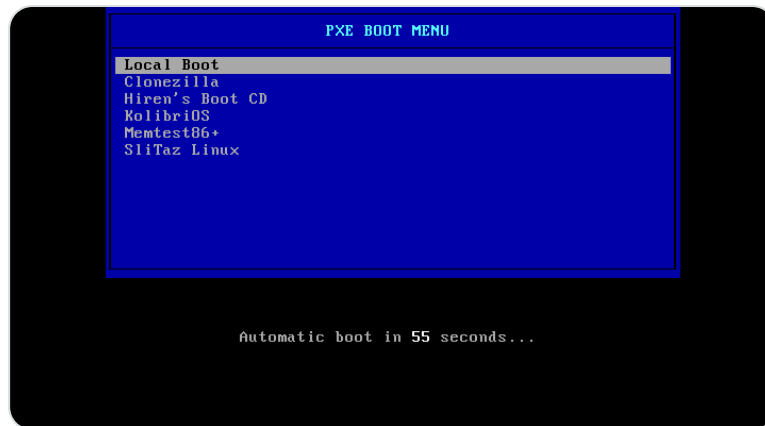 PXE BOOT MENU
Local Boot
Clonezilla
Hiren's Boot CD
KolibriOS
Memtest86+
SliTaz Linux
Automatic boot in 55 seconds...